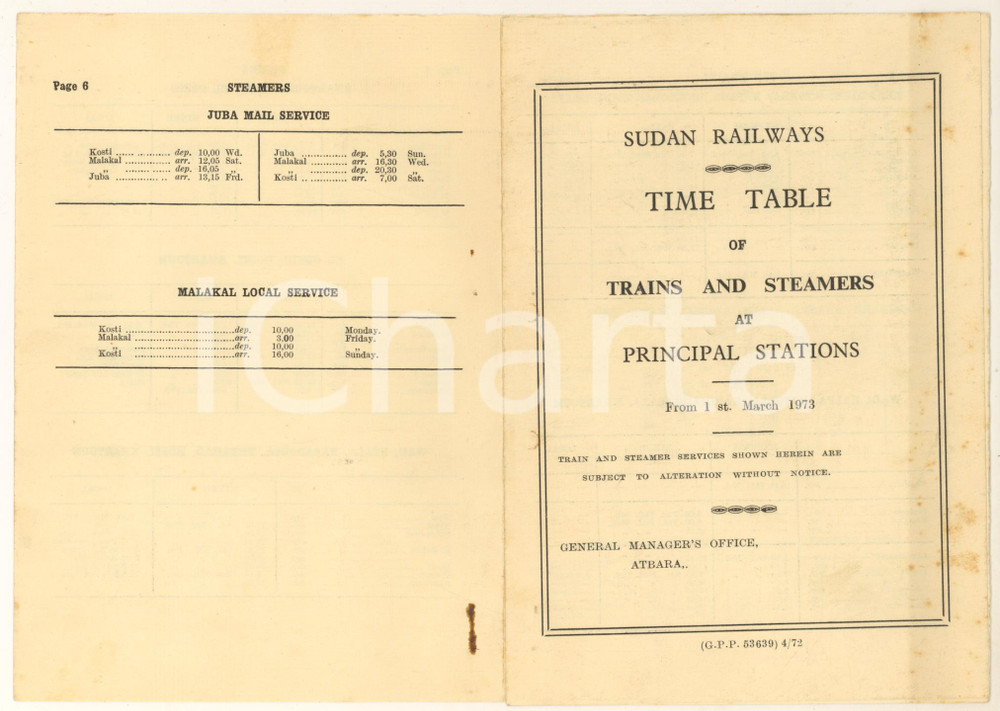 Page 6
STEAMERS
JUBA MAIL SERVICE
Kosti .................. dep. 10,00 Wd.
Malakal .............. arr. 12,05 Sat.
„ .............. dep. 16,05 „
Juba ................ arr. 13,15 Frd.
Juba .............. dep. 5,30 Sun.
Malakal ........... arr. 16,30 Wed.
„ ........... dep. 20,30 „
Kosti .............. arr. 7,00 Sat.
MALAKAL LOCAL SERVICE
Kosti ..................................dep. 10,00 Monday.
Malakal ................................arr. 3.00 Friday.
„ ................................dep. 10,00 „
Kosti ................................arr. 16,00 Sunday.
SUDAN RAILWAYS
TIME TABLE
OF
TRAINS AND STEAMERS
AT
PRINCIPAL STATIONS
From 1 st. March 1973
TRAIN AND STEAMER SERVICES SHOWN HEREIN ARE
SUBJECT TO ALTERATION WITHOUT NOTICE.
GENERAL MANAGER'S OFFICE,
ATBARA,.
(G.P.P. 53639) 4/72
iCharta